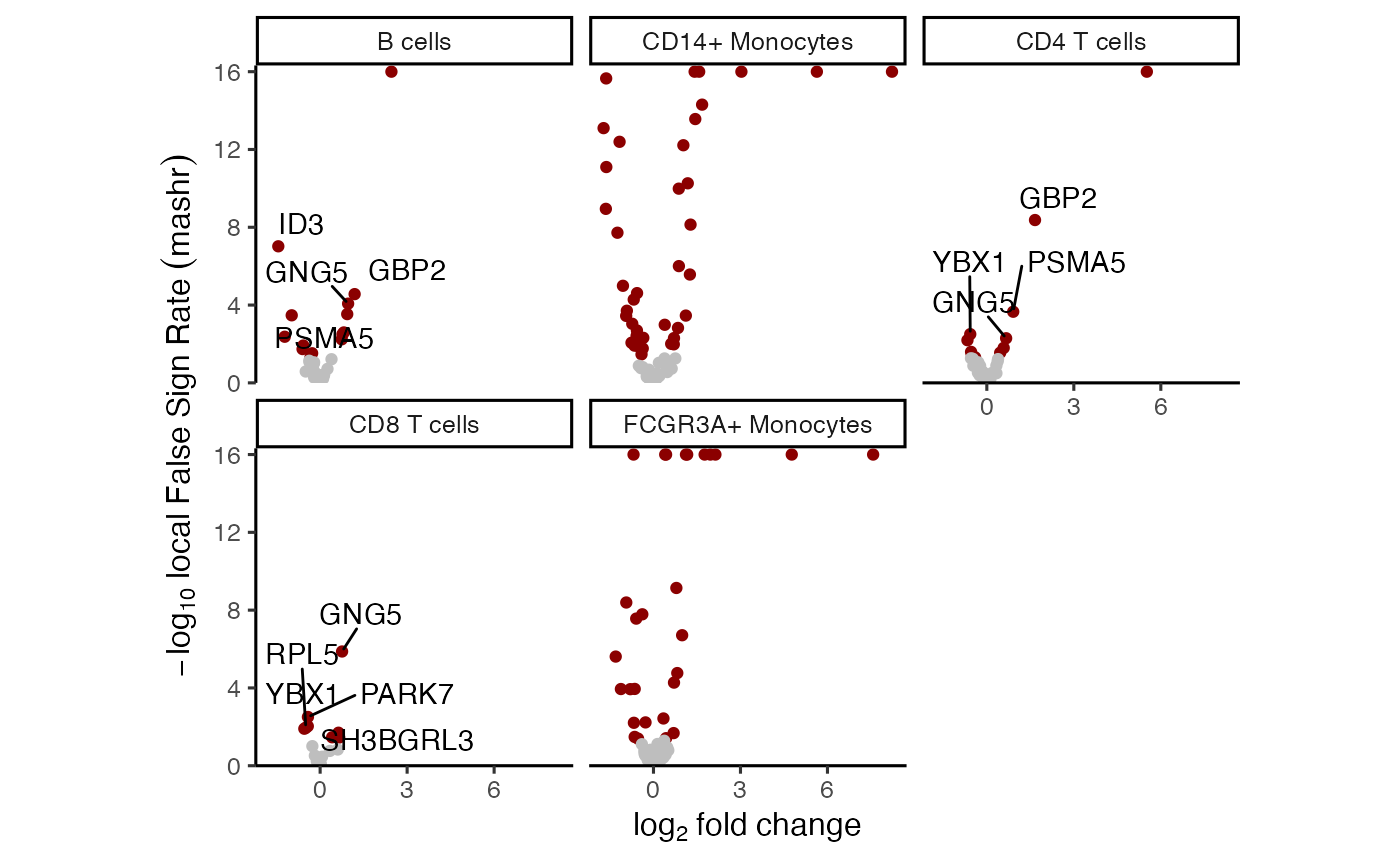 B cells
CD14+ Monocytes
CD4 T cells
16
12
8
4
0
ID3
GNG5
GBP2
PSMA5
GBP2
YBX1
PSMA5
GNG5
0
3
6
CD8 T cells
FCGR3A+ Monocytes
16
12
8
4
0
GNG5
RPL5
YBX1
PARK7
SH3BGRL3
0
3
6
0
3
6
log2 fold change
−log10 local False Sign Rate (mashr)